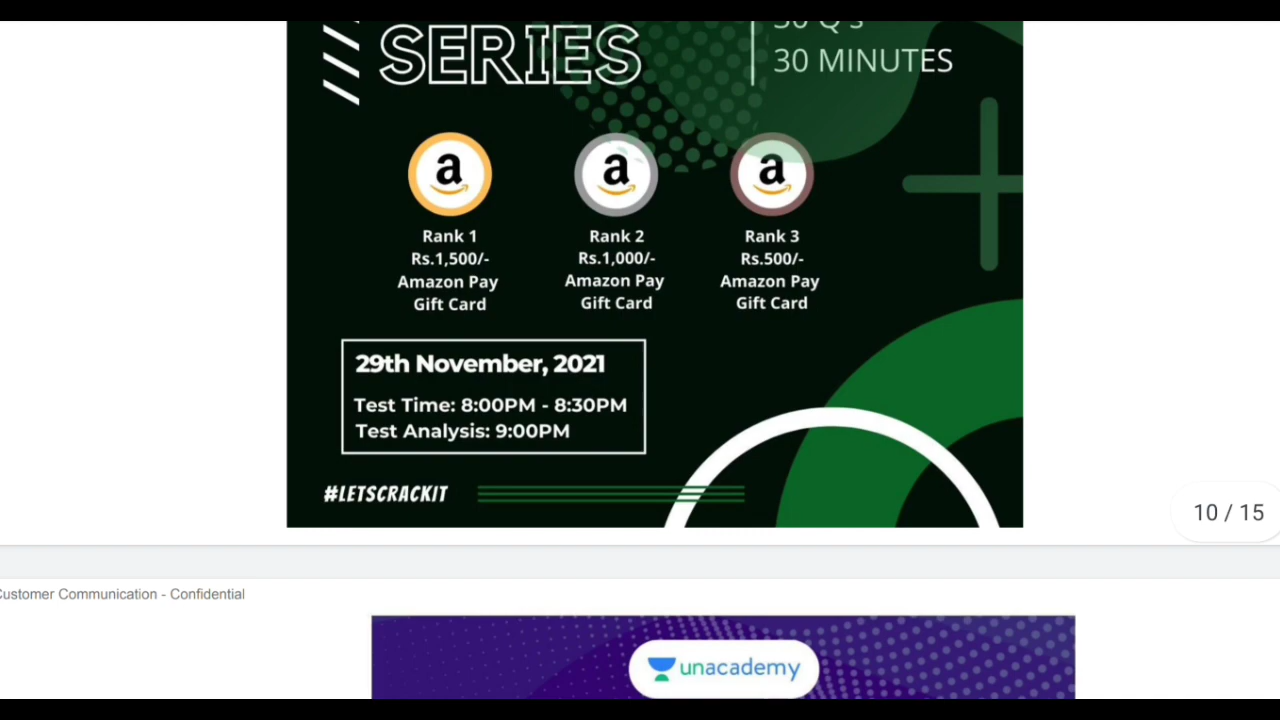 SERIES
30 Q's
30 MINUTES
a
a
a
Rank 1
Rs.1,500/-
Amazon Pay
Gift Card
Rank 2
Rs.1,000/-
Amazon Pay
Gift Card
Rank 3
Rs.500/-
Amazon Pay
Gift Card
29th November, 2021
Test Time: 8:00PM - 8:30PM
Test Analysis: 9:00PM
#LETSCRACKIT
10 / 15
Customer Communication - Confidential
unacademy